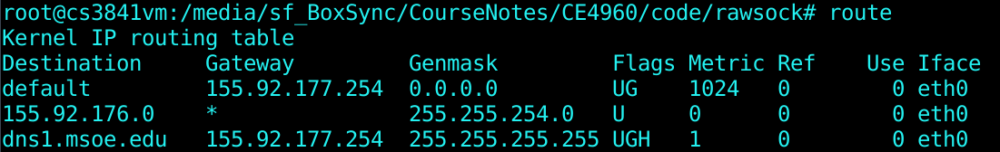 root@cs3841vm:/media/sf_BoxSync/CourseNotes/CE4960/code/rawsock# route
Kernel IP routing table
Destination     Gateway         Genmask         Flags Metric Ref    Use Iface
default         155.92.177.254  0.0.0.0         UG    1024   0        0 eth0
155.92.176.0    *               255.255.254.0   U     0      0        0 eth0
dns1.msoe.edu   155.92.177.254  255.255.255.255 UGH   1      0        0 eth0